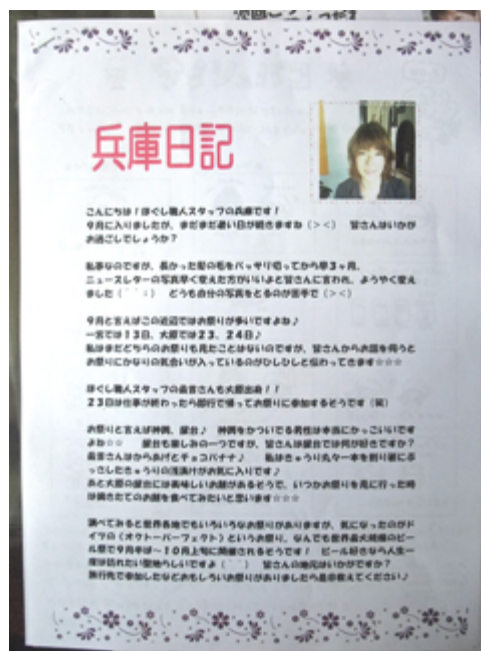 兵庫日記
こんにちは！ほぐし職人スタッフの兵庫です！
9月に入りましたが、まだまだ暑い日が続きますね（＞＜）　皆さんはいかが
お過ごしでしょうか？
私事なのですが、長かった髪の毛をバッサリ切ってから早3ヶ月。
ニュースレターの写真早く変えた方がいいよと皆さんに言われ、ようやく変え
ました　どうも自分の写真をとるのが苦手で（＞＜）
9月と言えばこの近辺ではお祭りが多いですよね♪
一宮では13日、大原では23、24日♪
私はまだどちらのお祭りも見たことはないのですが、皆さんからお話を伺うと
お祭りにかなりの気合いが入っているのがひしひしと伝わってきます☆☆☆
ほぐし職人スタッフの さんも大原出身！！
23日は仕事が終わったら即行で帰ってお祭りに参加するそうです（笑）
お祭りと言えば神輿、屋台♪　神輿をかついでる男性は本当にかっこいいです
よね☆☆　屋台も楽しみの一つですが、皆さんは屋台では何が好きですか？
さんはからあげとチョコバナナ♪　私はきゅうり丸々一本を割り箸にぶ
っさしたきゅうりの浅漬けがお気に入りです♪
あと大原の屋台には美味しいお餅があるそうで、いつかお祭りを見に行った時
は焼きたてのお餅を食べてみたいと思います☆☆☆
調べてみると世界各地でもいろいろなお祭りがありますが、気になったのがド
イツの（オクトーバーフェクト）というお祭り。なんでも世界最大規模のビー
ル祭で9月半ば～10月上旬に開催されるそうです！　ビール好きなら人生一
度は訪れたい聖地らしいですよ　皆さんの地元はいかがですか？
旅行先で参加したなどおもしろいお祭りがありましたら是非教えてください♪